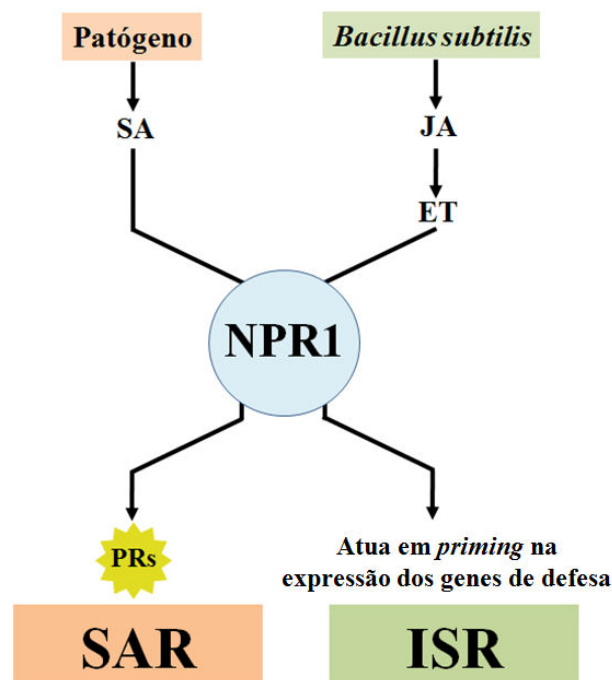 Patógeno
Bacillus subtilis
SA
JA
ET
NPR1
PRs
Atua em priming na
expressão dos genes de defesa
SAR
ISR